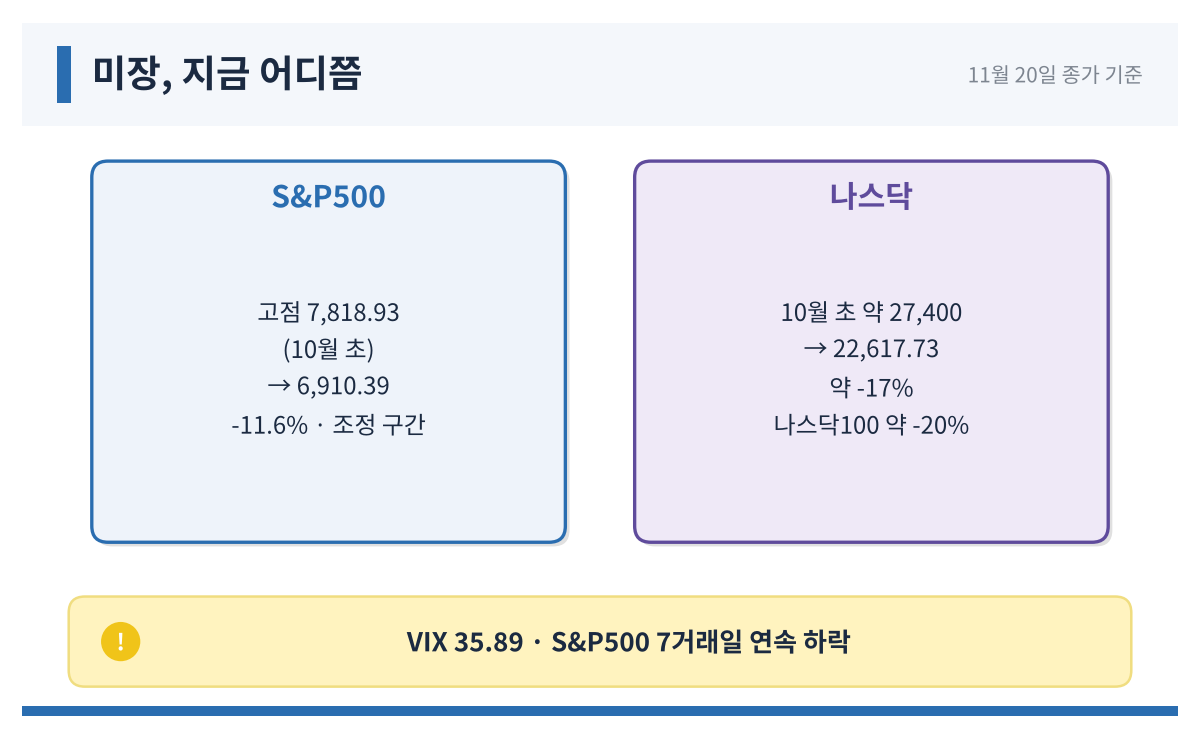 미장, 지금 어디쯤
11월 20일 종가 기준
S&P500
고점 7,818.93
(10월 초)
→ 6,910.39
-11.6% · 조정 구간
나스닥
10월 초 약 27,400
→ 22,617.73
약 -17%
나스닥100 약 -20%
!
VIX 35.89 · S&P500 7거래일 연속 하락